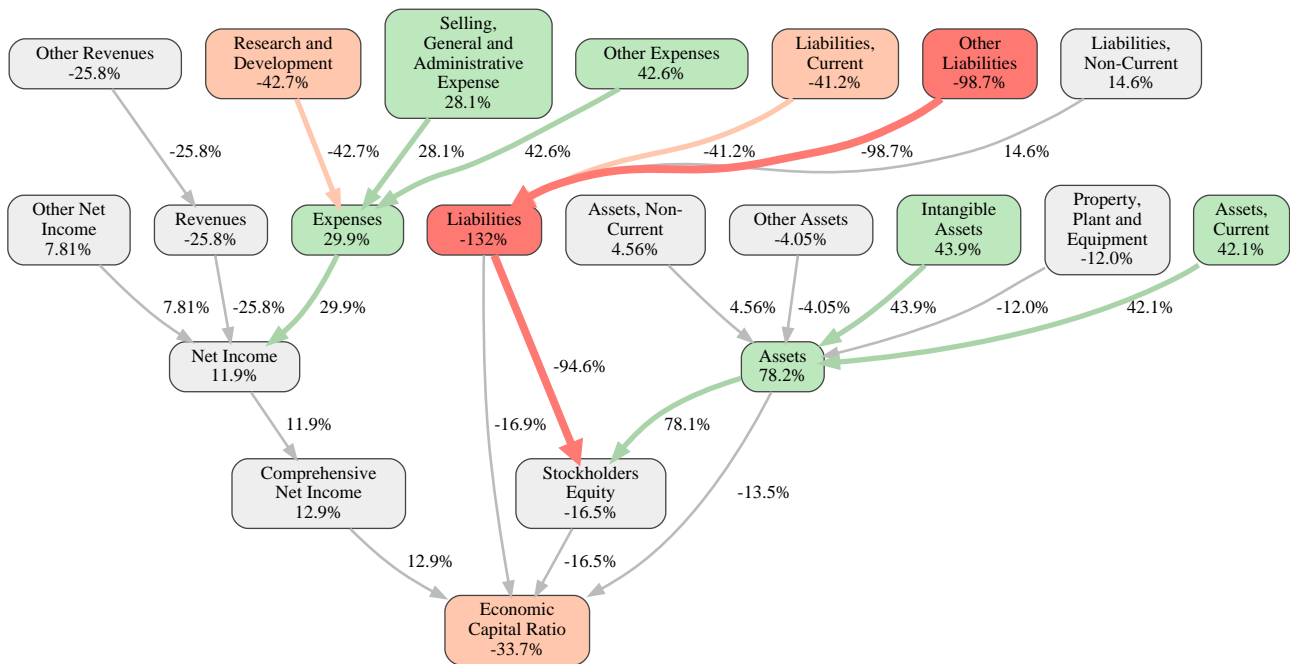 Other Revenues
-25.8%
Research and
Development
-42.7%
Selling,
General and
Administrative
Expense
28.1%
Other Expenses
42.6%
Liabilities,
Current
-41.2%
Other
Liabilities
-98.7%
Liabilities,
Non-Current
14.6%
-25.8%
-42.7%
28.1%
42.6%
-41.2%
-98.7%
14.6%
Other Net
Income
7.81%
Revenues
-25.8%
Expenses
29.9%
Liabilities
-132%
Assets, Non-
Current
4.56%
Other Assets
-4.05%
Intangible
Assets
43.9%
Property,
Plant and
Equipment
-12.0%
Assets,
Current
42.1%
7.81%
-25.8%
29.9%
4.56%
-4.05%
43.9%
-12.0%
42.1%
Net Income
11.9%
-94.6%
Assets
78.2%
11.9%
-16.9%
78.1%
Comprehensive
Net Income
12.9%
Stockholders
Equity
-16.5%
-13.5%
12.9%
-16.5%
Economic
Capital Ratio
-33.7%